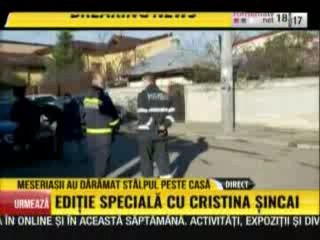 BREAKING NEWS
18 17
MESERIAȘII AU DĂRÂMAT STÂLPUL PESTE CASĂ
DIRECT
URMEAZĂ
EDIȚIE SPECIALĂ CU CRISTINA ȘINCAI
A ÎN ONLINE ȘI ÎN ACEASTĂ SĂPTĂMÂNĂ. ACTIVITĂȚI, EXPOZIȚII ȘI DIV